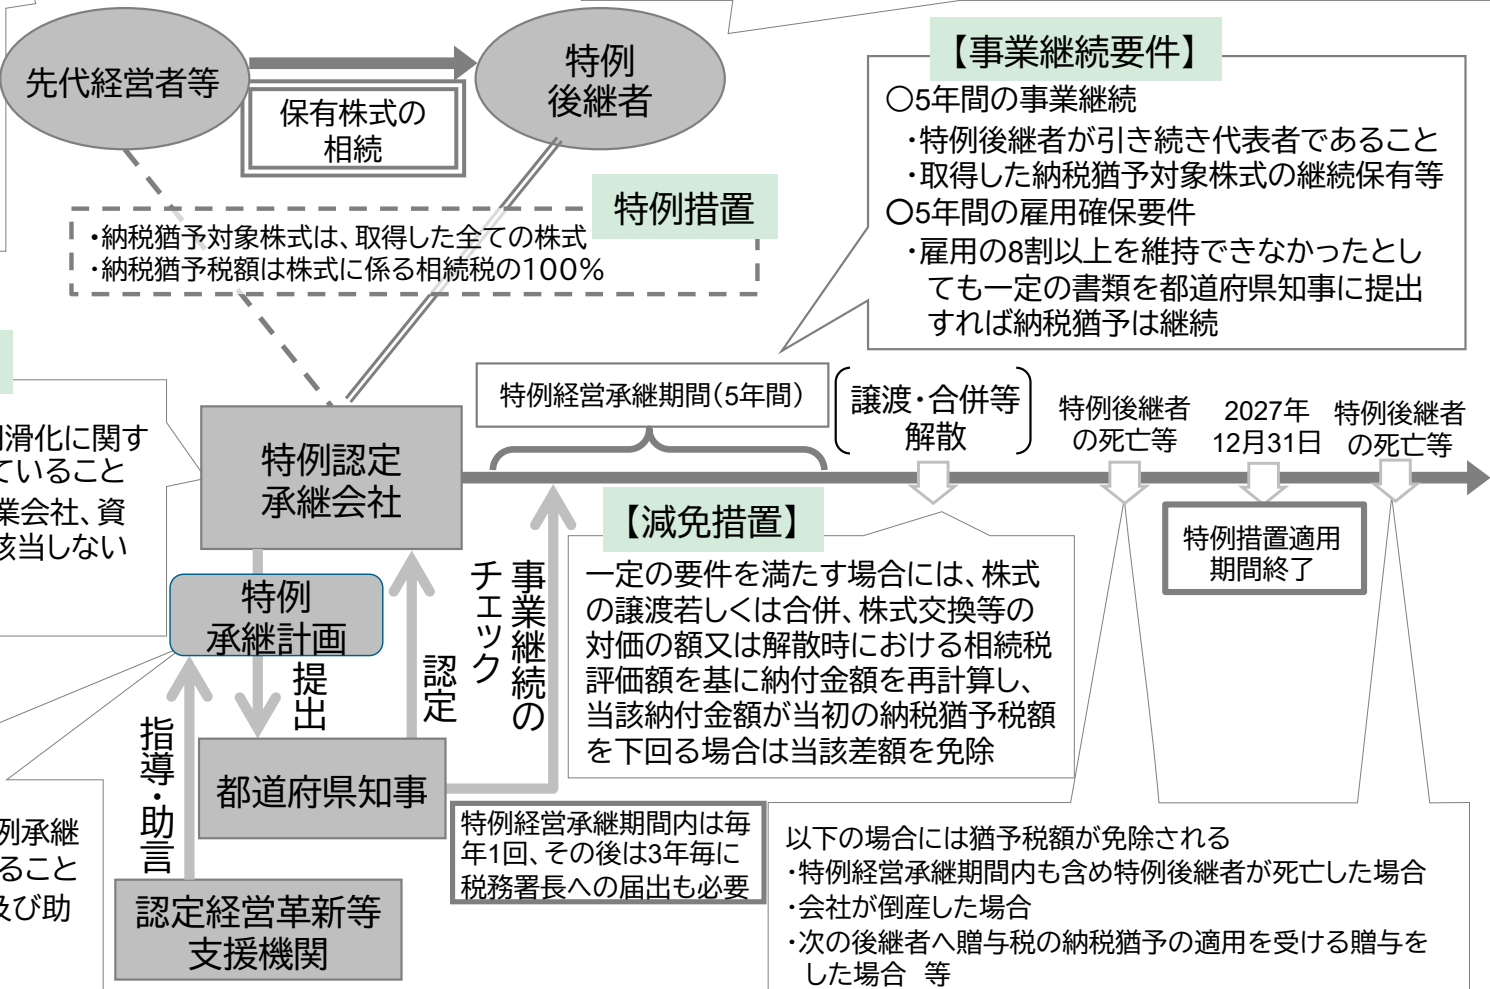 先代経営者等
保有株式の
相続
特例
後継者
【事業継続要件】
〇5年間の事業継続
・特例後継者が引き続き代表者であること
・取得した納税猶予対象株式の継続保有等
〇5年間の雇用確保要件
・雇用の8割以上を維持できなかったとし
ても一定の書類を都道府県知事に提出
すれば納税猶予は継続
特例措置
・納税猶予対象株式は、取得した全ての株式
・納税猶予税額は株式に係る相続税の100%
滑化に関す
ていること
業会社、資
該当しない
特例認定
承継会社
特例経営承継期間（5年間）
譲渡・合併等
解散
特例後継者
の死亡等
2027年
12月31日
特例後継者
の死亡等
特例措置適用
期間終了
【減免措置】
一定の要件を満たす場合には、株式
の譲渡若しくは合併、株式交換等の
対価の額又は解散時における相続税
評価額を基に納付金額を再計算し、
当該納付金額が当初の納税猶予税額
を下回る場合は当該差額を免除
特例
承継計画
提出
認定
事業継続の
チェック
指導・助言
都道府県知事
例承継
ること
及び助
認定経営革新等
支援機関
特例経営承継期間内は毎
年1回、その後は3年毎に
税務署長への届出も必要
以下の場合には猶予税額が免除される
・特例経営承継期間内も含め特例後継者が死亡した場合
・会社が倒産した場合
・次の後継者へ贈与税の納税猶予の適用を受ける贈与を
した場合 等